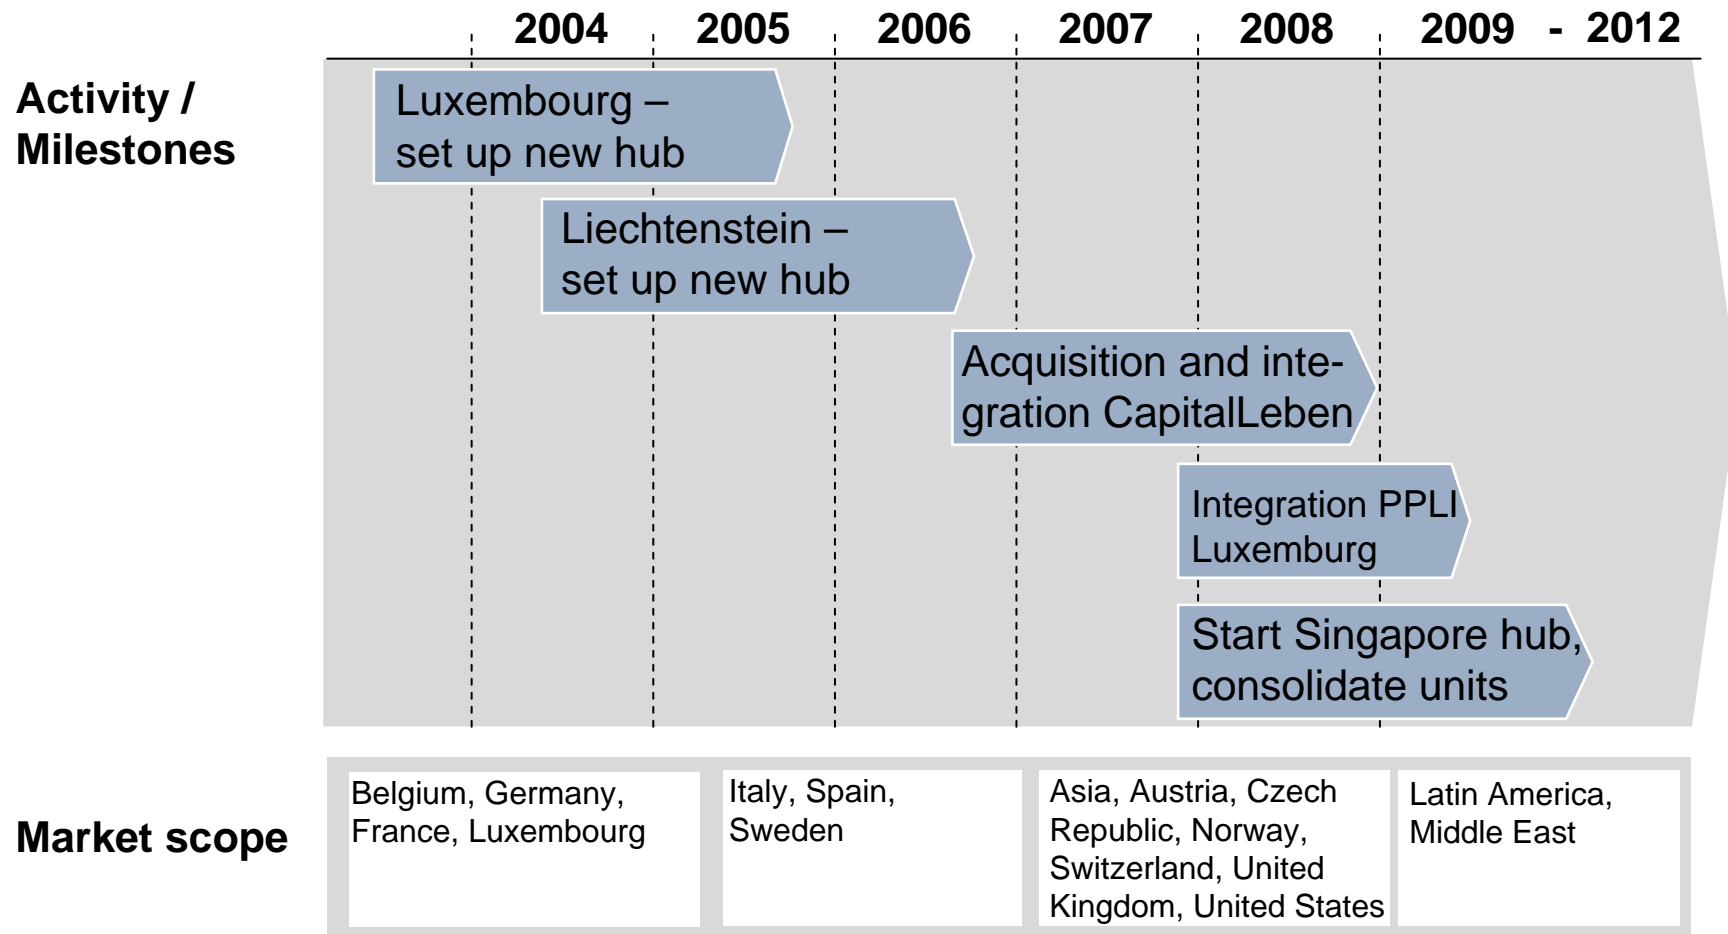 2004 2005 2006 2007 2008 2009 - 2012
Activity /
Milestones
Luxembourg –
set up new hub
Liechtenstein –
set up new hub
Acquisition and inte-
gration CapitalLeben
Integration PPLI
Luxemburg
Start Singapore hub,
consolidate units
Market scope
Belgium, Germany,
France, Luxembourg
Italy, Spain,
Sweden
Asia, Austria, Czech
Republic, Norway,
Switzerland, United
Kingdom, United States
Latin America,
Middle East